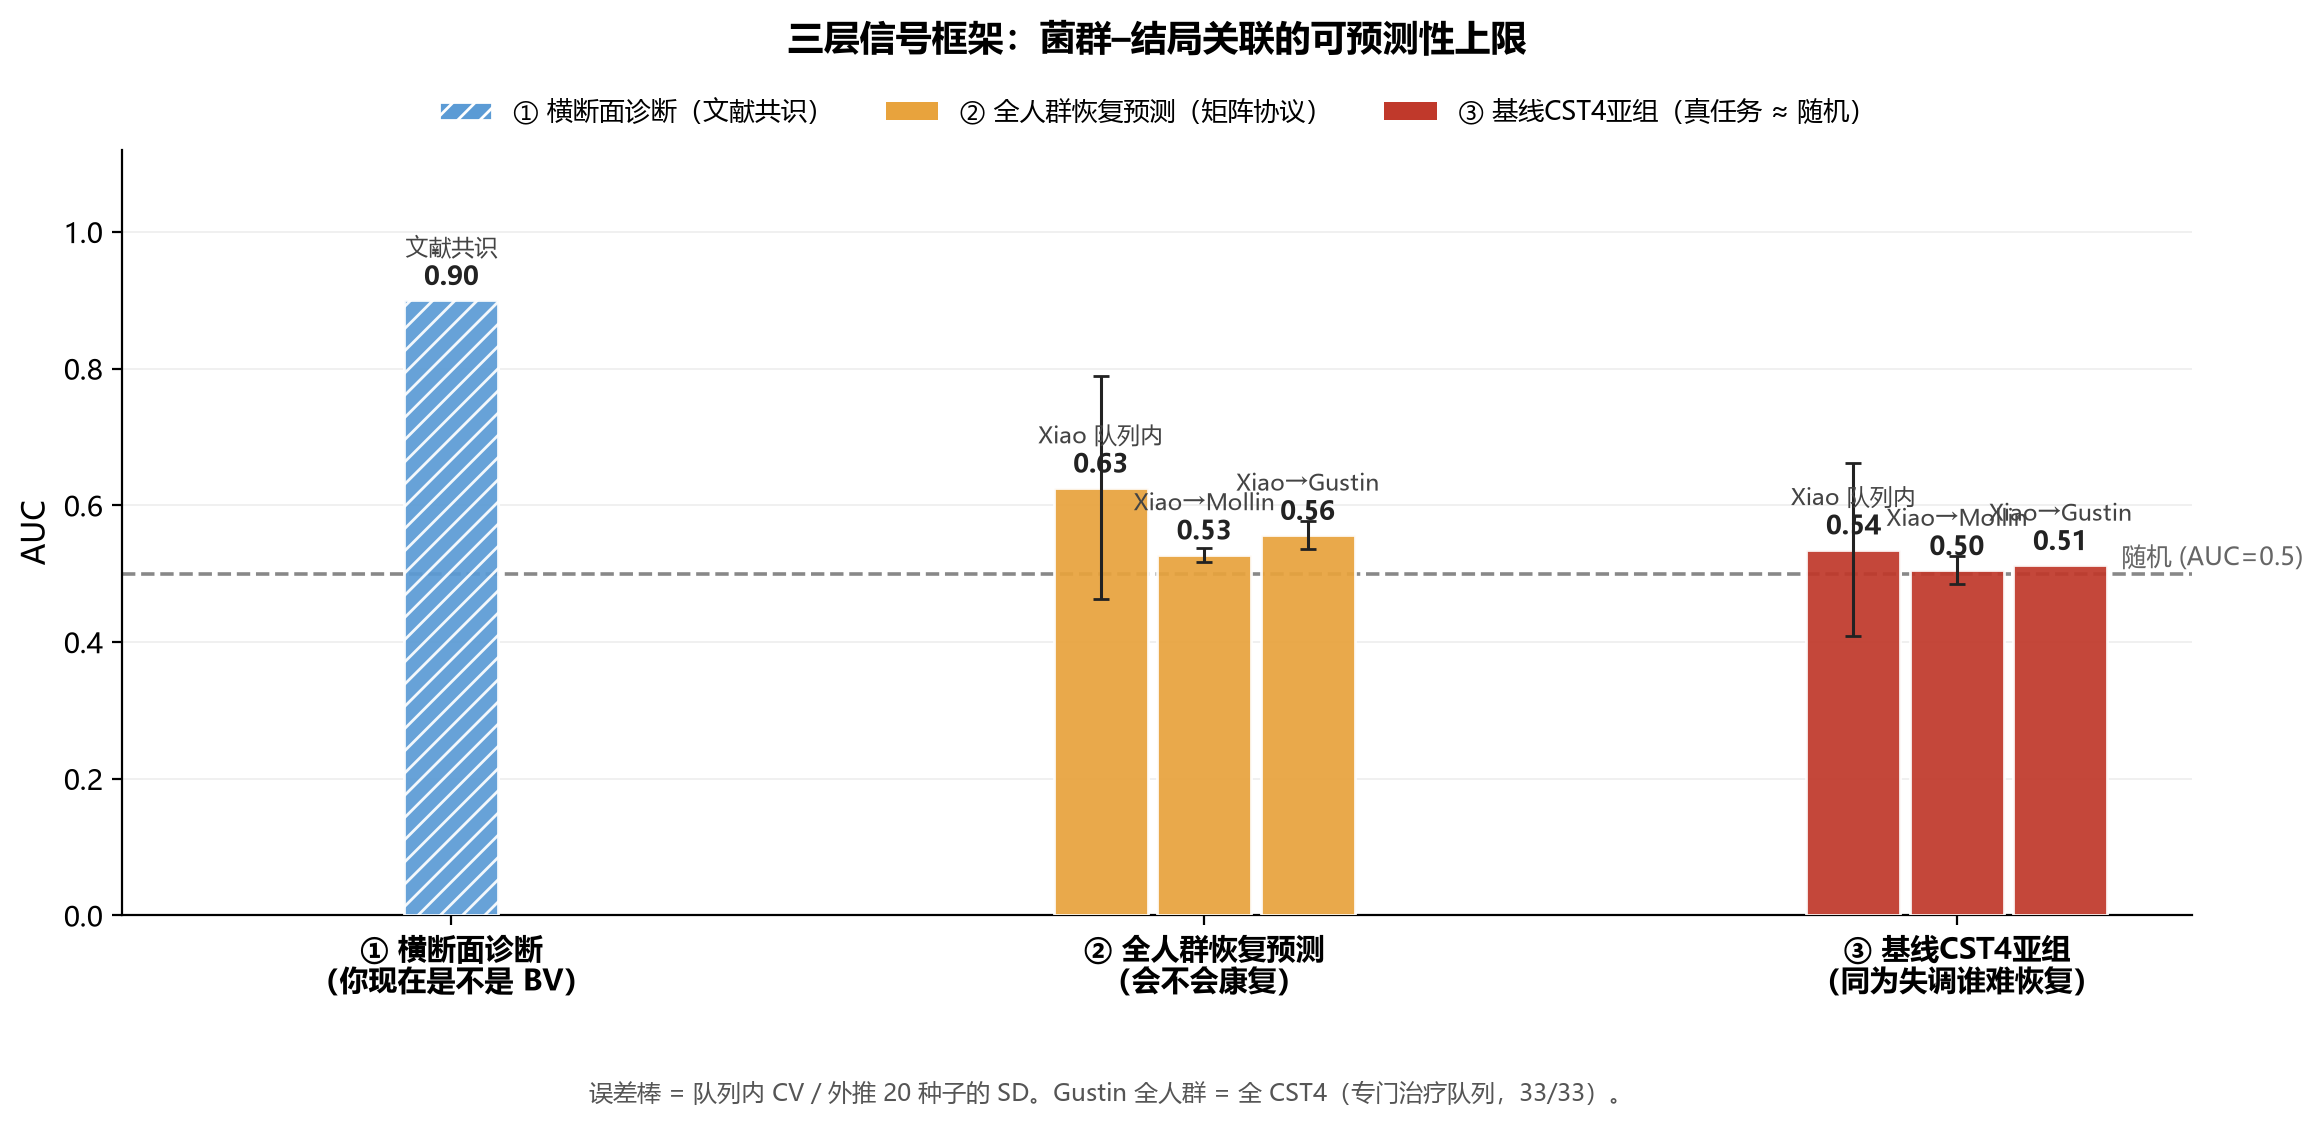 三层信号框架：菌群–结局关联的可预测性上限
① 横断面诊断（文献共识）
② 全人群恢复预测（矩阵协议）
③ 基线CST4亚组（真任务 ≈ 随机）
AUC
1.0
0.8
0.6
0.4
0.2
0.0
文献共识
0.90
Xiao 队列内
0.63
Xiao→Mollin
0.53
Xiao→Gustin
0.56
Xiao 队列内
0.54
Xiao→Mollin
0.50
Xiao→Gustin
0.51
随机 (AUC=0.5)
① 横断面诊断
（你现在是不是 BV）
② 全人群恢复预测
（会不会康复）
③ 基线CST4亚组
（同为失调谁难恢复）
误差棒 = 队列内 CV / 外推 20 种子的 SD。Gustin 全人群 = 全 CST4（专门治疗队列，33/33）。